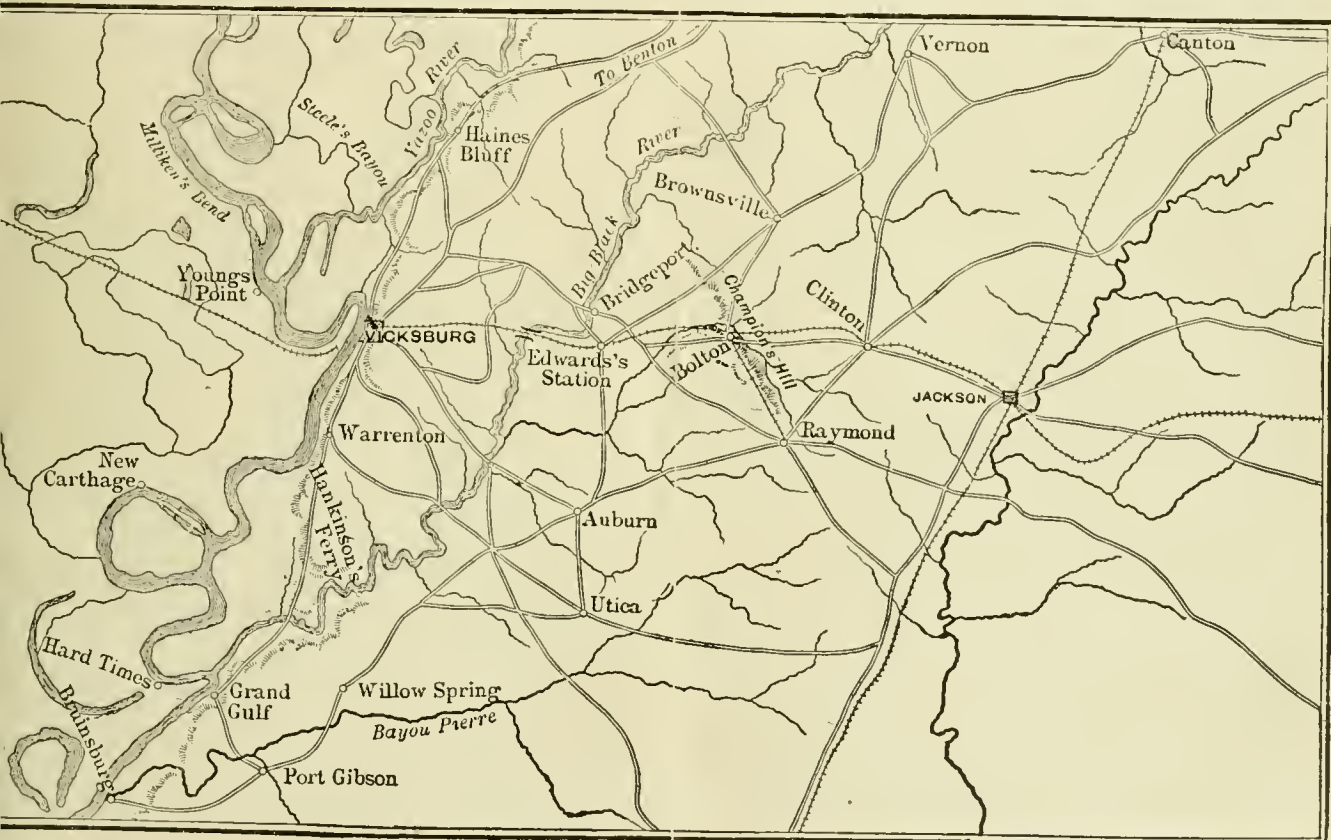 Vernon
Canton
To Benton
Yazoo River
Steele's Bayou
Haines
Bluff
Milliken's Bend
River
Brownsville
Big Black
Youngs
Point
Bridgeport
Champion's Hill
Clinton
VICKSBURG
Edwards's
Station
Bolton
JACKSON
Warrenton
Raymond
New
Carthage
Hankinson's
Ferry
Auburn
Utica
Hard Times
Grand
Gulf
Willow Spring
Bruinsburg
Bayou Pierre
Port Gibson